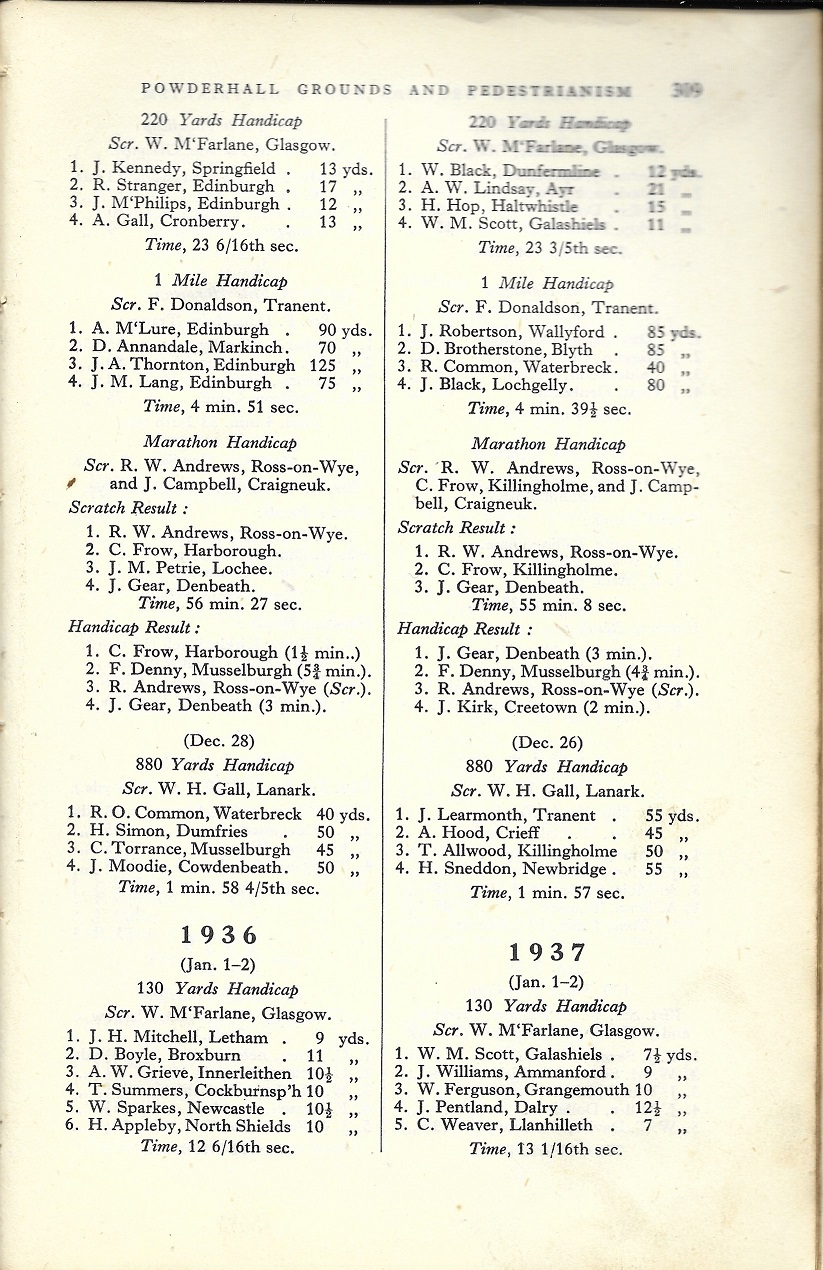 POWDERHALL GROUNDS AND PEDESTRIANISM 309
220 Yards Handicap
Scr. W. M‘Farlane, Glasgow.
1. J. Kennedy, Springfield . 13 yds.
2. R. Stranger, Edinburgh . 17 „
3. J. M‘Philips, Edinburgh . 12 „
4. A. Gall, Cronberry. . 13 „
Time, 23 6/16th sec.
1 Mile Handicap
Scr. F. Donaldson, Tranent.
1. A. M‘Lure, Edinburgh . 90 yds.
2. D. Annandale, Markinch. 70 „
3. J. A. Thornton, Edinburgh 125 „
4. J. M. Lang, Edinburgh . 75 „
Time, 4 min. 51 sec.
Marathon Handicap
Scr. R. W. Andrews, Ross-on-Wye,
and J. Campbell, Craigneuk.
Scratch Result :
1. R. W. Andrews, Ross-on-Wye.
2. C. Frow, Harborough.
3. J. M. Petrie, Lochee.
4. J. Gear, Denbeath.
Time, 56 min. 27 sec.
Handicap Result :
1. C. Frow, Harborough (1½ min..)
2. F. Denny, Musselburgh (5¾ min.).
3. R. Andrews, Ross-on-Wye (Scr.).
4. J. Gear, Denbeath (3 min.).
(Dec. 28)
880 Yards Handicap
Scr. W. H. Gall, Lanark.
1. R. O. Common, Waterbreck 40 yds.
2. H. Simon, Dumfries . 50 „
3. C. Torrance, Musselburgh 45 „
4. J. Moodie, Cowdenbeath. 50 „
Time, 1 min. 58 4/5th sec.
1936
(Jan. 1–2)
130 Yards Handicap
Scr. W. M‘Farlane, Glasgow.
1. J. H. Mitchell, Letham . 9 yds.
2. D. Boyle, Broxburn . 11 „
3. A. W. Grieve, Innerleithen 10½ „
4. T. Summers, Cockburnsp’h 10 „
5. W. Sparkes, Newcastle . 10½ „
6. H. Appleby, North Shields 10 „
Time, 12 6/16th sec.
220 Yards Handicap
Scr. W. M‘Farlane, Glasgow.
1. W. Black, Dunfermline . 12 yds.
2. A. W. Lindsay, Ayr . 21 „
3. H. Hop, Haltwhistle . 15 „
4. W. M. Scott, Galashiels . 11 „
Time, 23 3/5th sec.
1 Mile Handicap
Scr. F. Donaldson, Tranent.
1. J. Robertson, Wallyford . 85 yds.
2. D. Brotherstone, Blyth . 85 „
3. R. Common, Waterbreck. 40 „
4. J. Black, Lochgelly. . 80 „
Time, 4 min. 39½ sec.
Marathon Handicap
Scr. R. W. Andrews, Ross-on-Wye,
C. Frow, Killingholme, and J. Camp-
bell, Craigneuk.
Scratch Result :
1. R. W. Andrews, Ross-on-Wye.
2. C. Frow, Killingholme.
3. J. Gear, Denbeath.
Time, 55 min. 8 sec.
Handicap Result :
1. J. Gear, Denbeath (3 min.).
2. F. Denny, Musselburgh (4¾ min.).
3. R. Andrews, Ross-on-Wye (Scr.).
4. J. Kirk, Creetown (2 min.).
(Dec. 26)
880 Yards Handicap
Scr. W. H. Gall, Lanark.
1. J. Learmonth, Tranent . 55 yds.
2. A. Hood, Crieff . . 45 „
3. T. Allwood, Killingholme 50 „
4. H. Sneddon, Newbridge . 55 „
Time, 1 min. 57 sec.
1937
(Jan. 1–2)
130 Yards Handicap
Scr. W. M‘Farlane, Glasgow.
1. W. M. Scott, Galashiels . 7½ yds.
2. J. Williams, Ammanford . 9 „
3. W. Ferguson, Grangemouth 10 „
4. J. Pentland, Dalry . . 12½ „
5. C. Weaver, Llanhilleth . 7 „
Time, 13 1/16th sec.